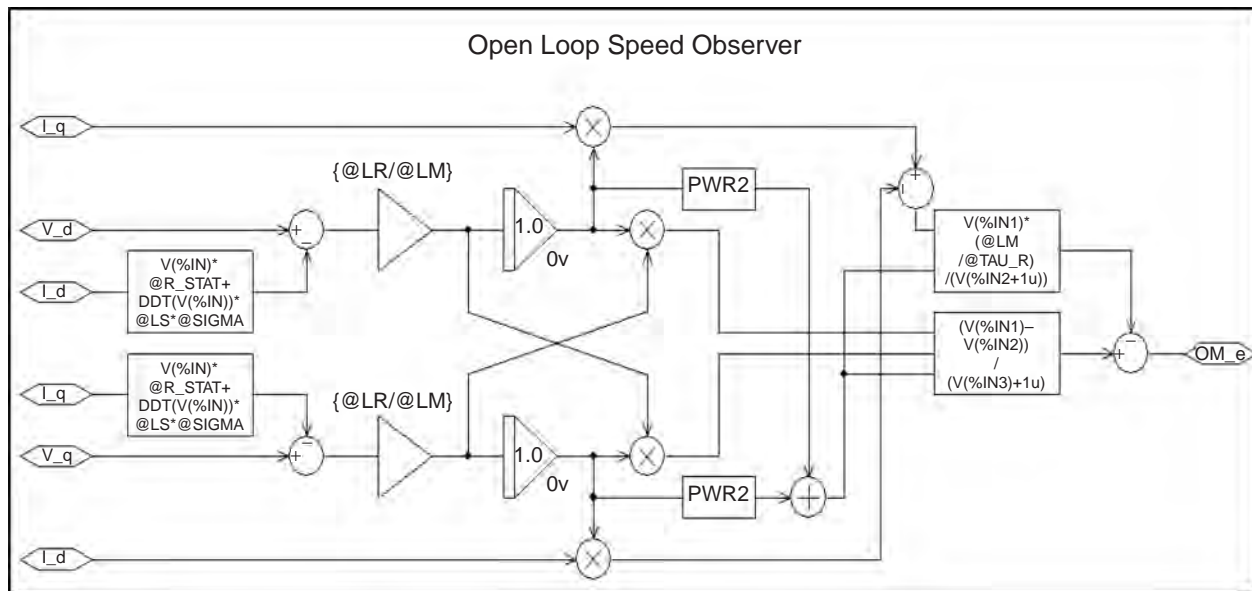 Open Loop Speed Observer
I_q
{@LR/@LM}
PWR2
V_d
+
−
1.0
0v
+
−
V(%IN)*
@R_STAT+
DDT(V(%IN))*
@LS*@SIGMA
I_d
V(%IN1)*
(@LM
/@TAU_R)
/(V(%IN2+1u))
(V(%IN1)−
V(%IN2))
/
(V(%IN3)+1u)
−
+
OM_e
I_q
V(%IN)*
@R_STAT+
DDT(V(%IN))*
@LS*@SIGMA
{@LR/@LM}
V_q
+
−
1.0
0v
PWR2
I_d